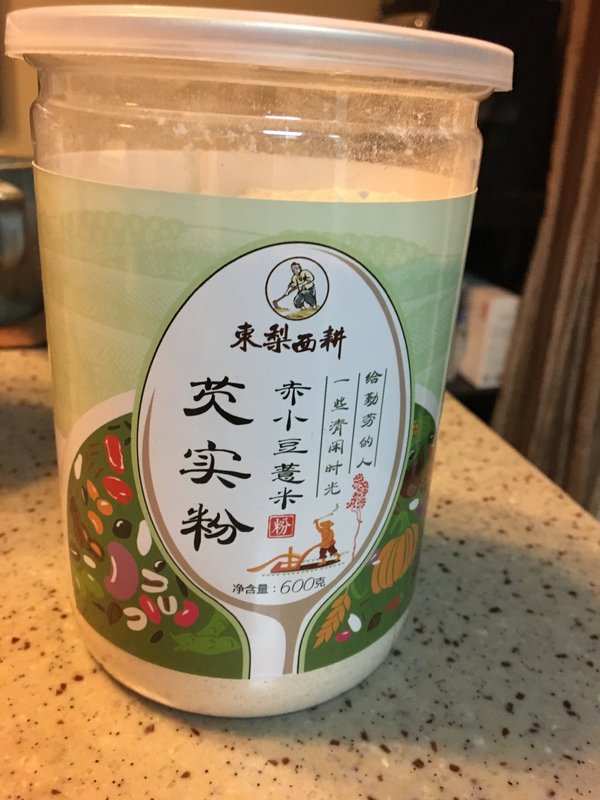 東梨西耕
给勤劳的人
一些清闲时光
赤小豆薏米
粉
芡实粉
净含量：600克